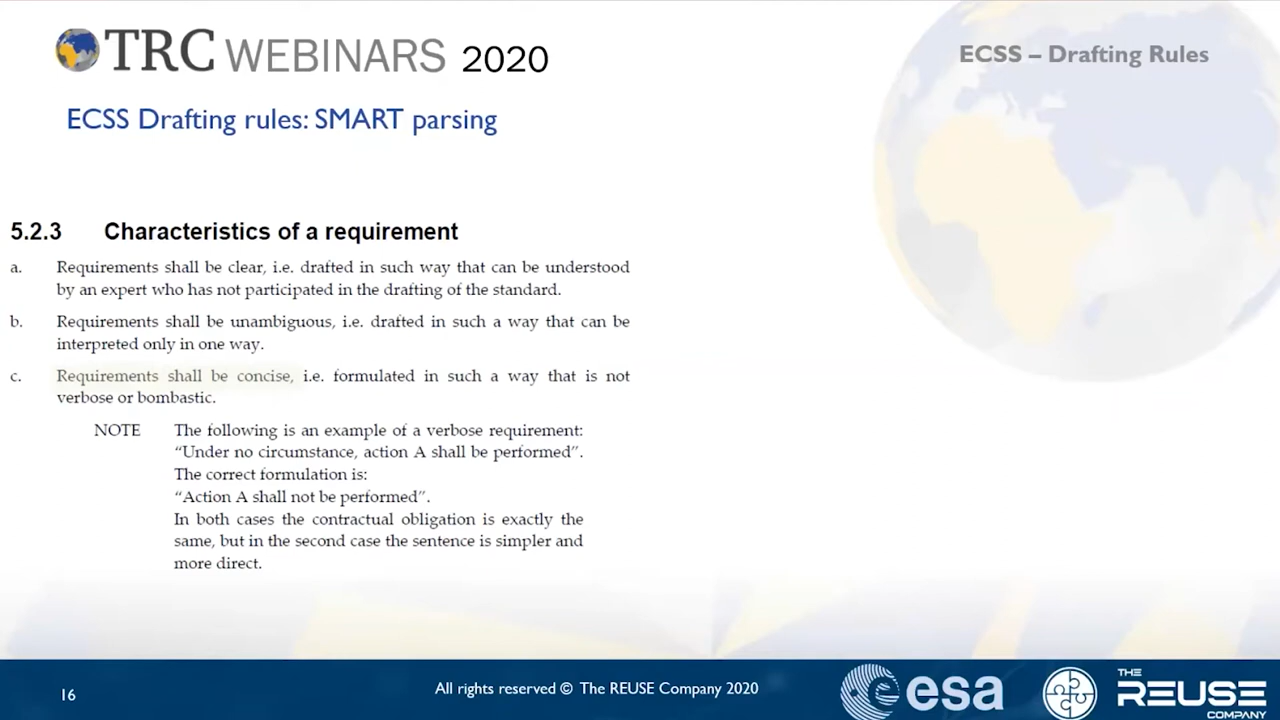 TRC WEBINARS 2020
ECSS – Drafting Rules
ECSS Drafting rules: SMART parsing
5.2.3 Characteristics of a requirement
a. Requirements shall be clear, i.e. drafted in such way that can be understood
by an expert who has not participated in the drafting of the standard.
b. Requirements shall be unambiguous, i.e. drafted in such a way that can be
interpreted only in one way.
c. Requirements shall be concise, i.e. formulated in such a way that is not
verbose or bombastic.
NOTE The following is an example of a verbose requirement:
“Under no circumstance, action A shall be performed”.
The correct formulation is:
“Action A shall not be performed”.
In both cases the contractual obligation is exactly the
same, but in the second case the sentence is simpler and
more direct.
16
All rights reserved © The REUSE Company 2020
esa
THE
REUSE
COMPANY